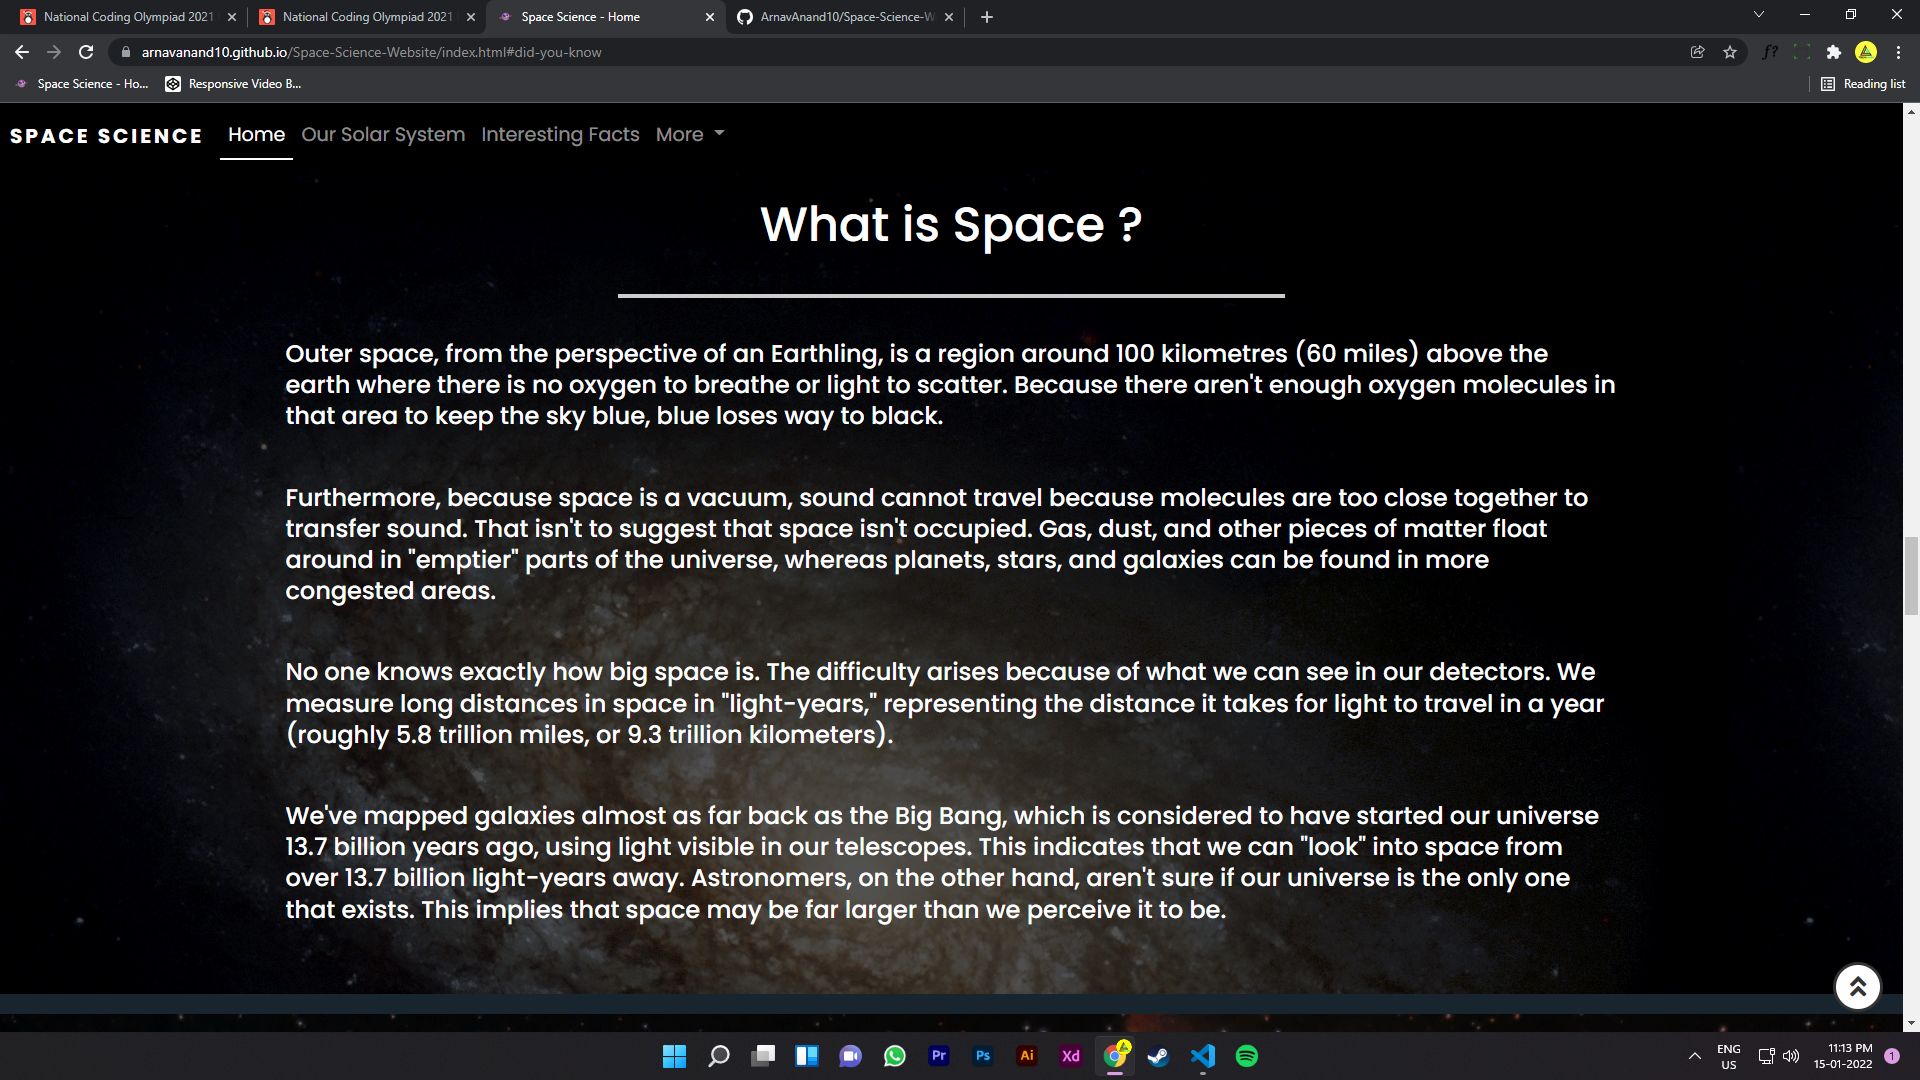 National Coding Olympiad 2021
National Coding Olympiad 2021
Space Science - Home
ArnavAnand10/Space-Science-W
arnavanand10.github.io/Space-Science-Website/index.html#did-you-know
f?
Space Science - Ho...
Responsive Video B...
Reading list
SPACE SCIENCE
Home
Our Solar System
Interesting Facts
More
What is Space ?
Outer space, from the perspective of an Earthling, is a region around 100 kilometres (60 miles) above the
earth where there is no oxygen to breathe or light to scatter. Because there aren't enough oxygen molecules in
that area to keep the sky blue, blue loses way to black.
Furthermore, because space is a vacuum, sound cannot travel because molecules are too close together to
transfer sound. That isn't to suggest that space isn't occupied. Gas, dust, and other pieces of matter float
around in "emptier" parts of the universe, whereas planets, stars, and galaxies can be found in more
congested areas.
No one knows exactly how big space is. The difficulty arises because of what we can see in our detectors. We
measure long distances in space in "light-years," representing the distance it takes for light to travel in a year
(roughly 5.8 trillion miles, or 9.3 trillion kilometers).
We've mapped galaxies almost as far back as the Big Bang, which is considered to have started our universe
13.7 billion years ago, using light visible in our telescopes. This indicates that we can "look" into space from
over 13.7 billion light-years away. Astronomers, on the other hand, aren't sure if our universe is the only one
that exists. This implies that space may be far larger than we perceive it to be.
Pr
Ps
Ai
Xd
ENG
US
11:13 PM
15-01-2022
1